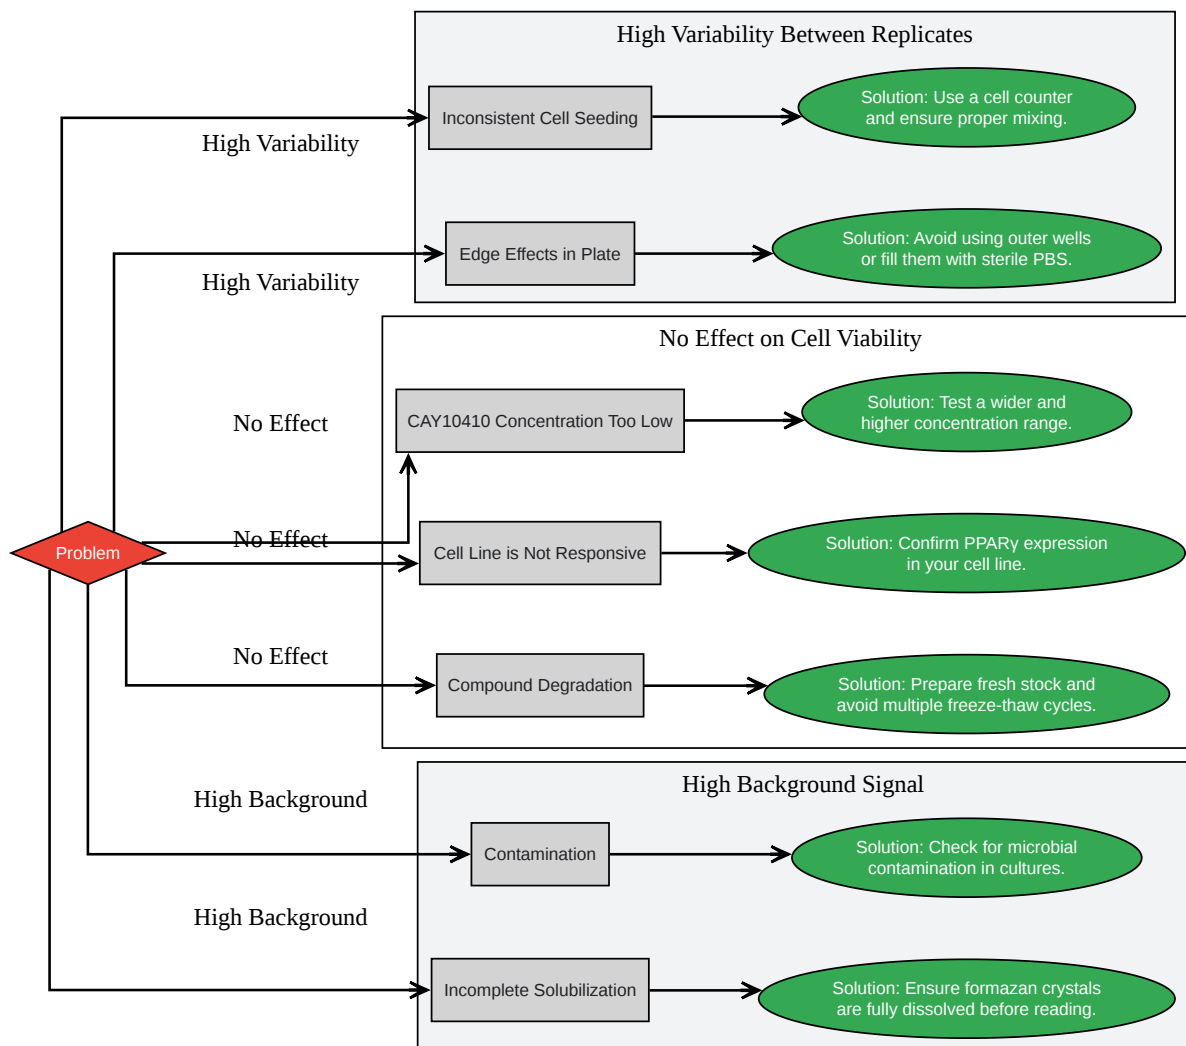 High Variability Between Replicates
Inconsistent Cell Seeding
Solution: Use a cell counter
and ensure proper mixing.
High Variability
Edge Effects in Plate
Solution: Avoid using outer wells
or fill them with sterile PBS.
High Variability
No Effect on Cell Viability
No Effect
CAY10410 Concentration Too Low
Solution: Test a wider and
higher concentration range.
Problem
No Effect
Cell Line is Not Responsive
Solution: Confirm PPARγ expression
in your cell line.
No Effect
Compound Degradation
Solution: Prepare fresh stock and
avoid multiple freeze-thaw cycles.
High Background Signal
High Background
Contamination
Solution: Check for microbial
contamination in cultures.
High Background
Incomplete Solubilization
Solution: Ensure formazan crystals
are fully dissolved before reading.